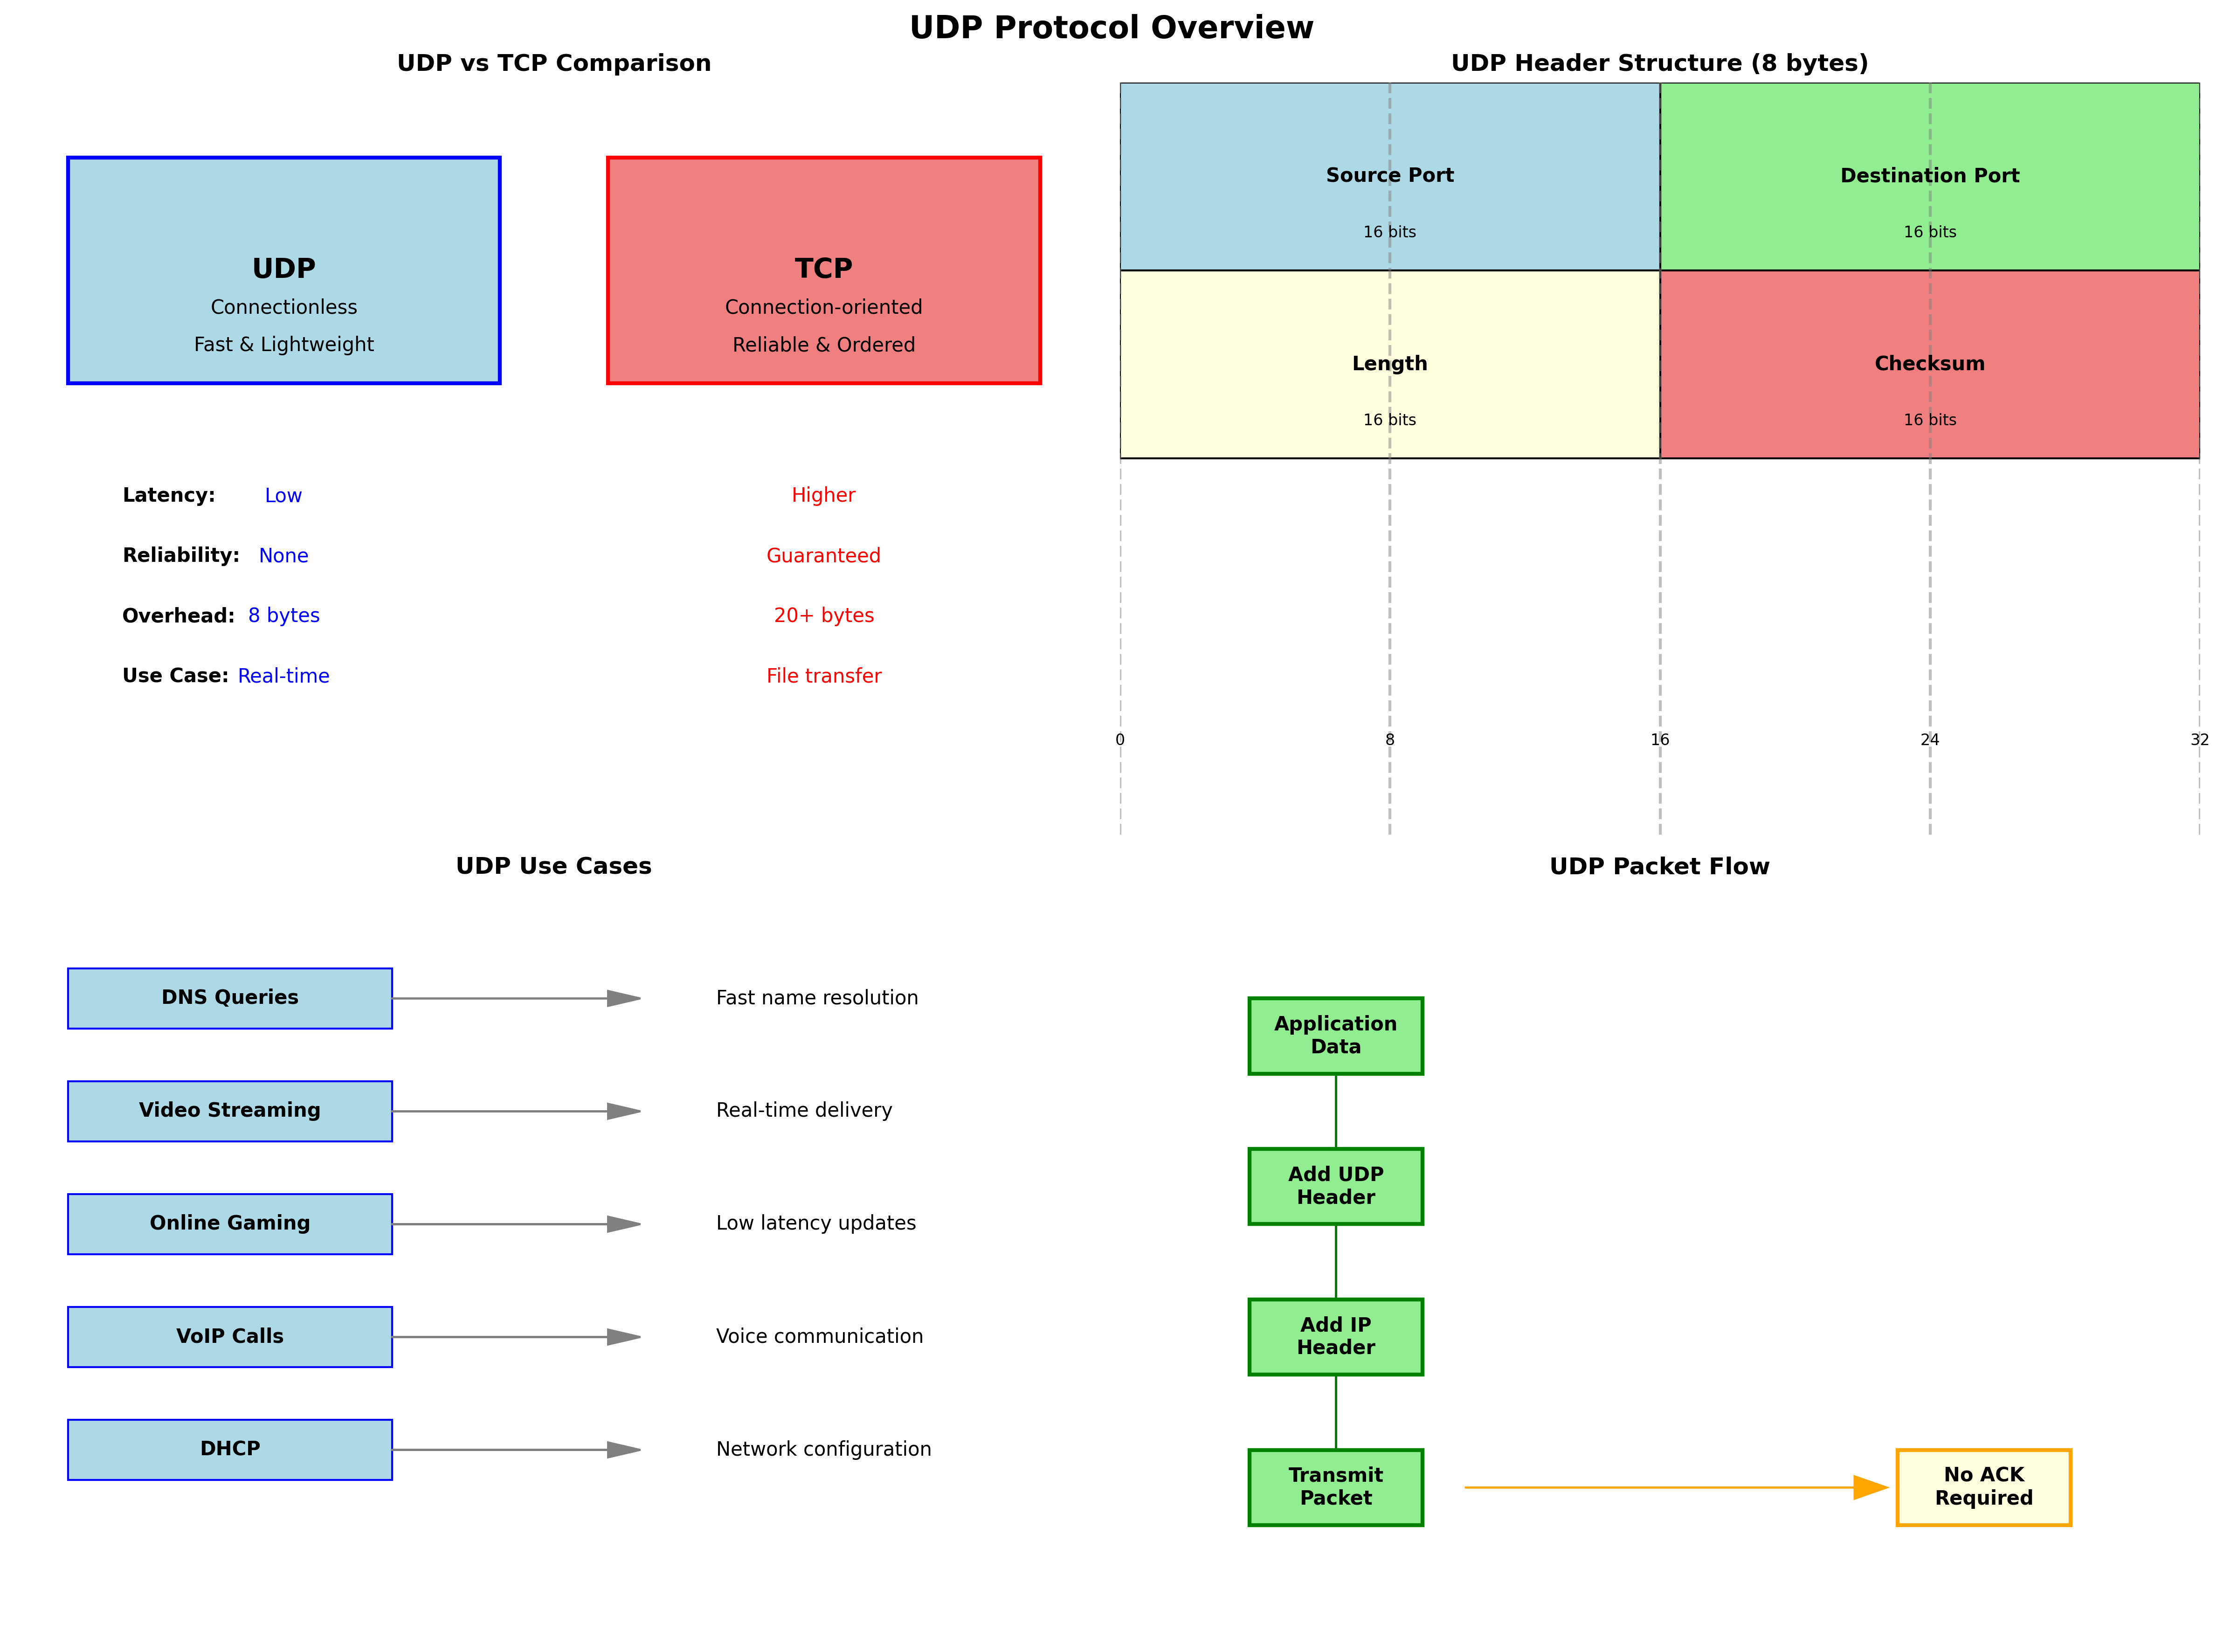 UDP Protocol Overview
UDP vs TCP Comparison
UDP
Connectionless
Fast & Lightweight
TCP
Connection-oriented
Reliable & Ordered
Latency: Low Higher
Reliability: None Guaranteed
Overhead: 8 bytes 20+ bytes
Use Case: Real-time File transfer
UDP Header Structure (8 bytes)
Source Port
16 bits
Destination Port
16 bits
Length
16 bits
Checksum
16 bits
0 8 16 24 32
UDP Use Cases
DNS Queries Fast name resolution
Video Streaming Real-time delivery
Online Gaming Low latency updates
VoIP Calls Voice communication
DHCP Network configuration
UDP Packet Flow
Application
Data
Add UDP
Header
Add IP
Header
Transmit
Packet
No ACK
Required